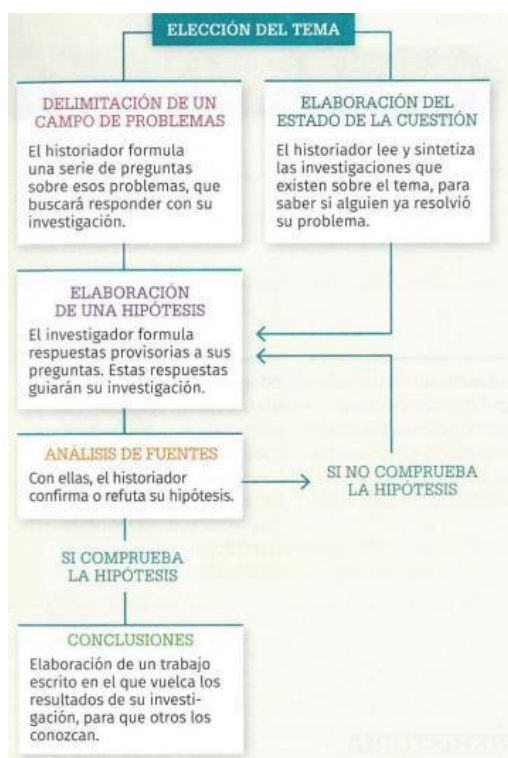 ELECCIÓN DEL TEMA
DELIMITACIÓN DE UN
CAMPO DE PROBLEMAS
El historiador formula
una serie de preguntas
sobre esos problemas, que
buscará responder con su
investigación.
ELABORACIÓN DEL
ESTADO DE LA CUESTIÓN
El historiador lee y sintetiza
las investigaciones que
existen sobre el tema, para
saber si alguien ya resolvió
su problema.
ELABORACIÓN
DE UNA HIPÓTESIS
El investigador formula
respuestas provisorias a sus
preguntas. Estas respuestas
guiarán su investigación.
ANÁLISIS DE FUENTES
Con ellas, el historiador
confirma o refuta su hipótesis.
SI NO COMPRUEBA
LA HIPÓTESIS
SI COMPRUEBA
LA HIPÓTESIS
CONCLUSIONES
Elaboración de un trabajo
escrito en el que vuelca los
resultados de su investi-
gación, para que otros los
conozcan.